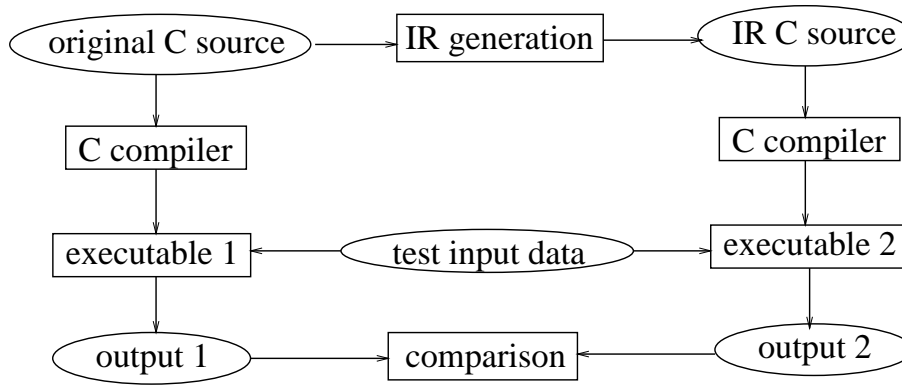 original C source
IR generation
IR C source
C compiler
C compiler
executable 1
test input data
executable 2
output 1
comparison
output 2